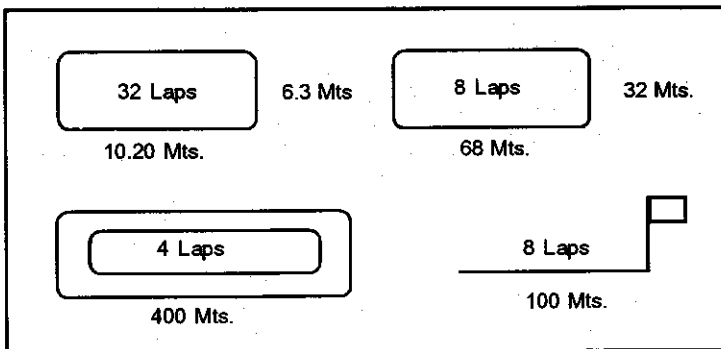 32 Laps 6.3 Mts 8 Laps 32 Mts.
10.20 Mts. 68 Mts.
4 Laps 8 Laps
400 Mts. 100 Mts.